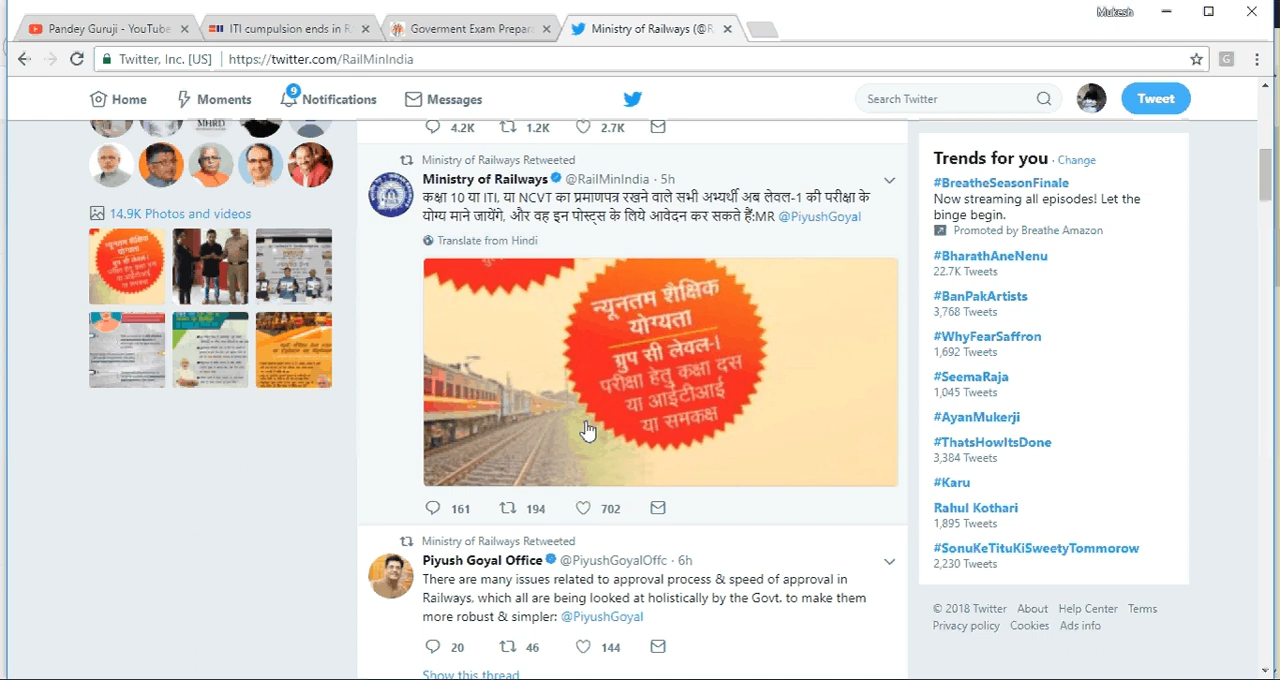 Mukesh
Pandey Guruji - YouTube
ITI cumpulsion ends in R
Goverment Exam Prepar
Ministry of Railways (@R
Twitter, Inc. [US] https://twitter.com/RailMinIndia
Home Moments 9 Notifications Messages Search Twitter Tweet
4.2K 1.2K 2.7K
MHRD
14.9K Photos and videos
Ministry of Railways Retweeted
Ministry of Railways @RailMinIndia · 5h
कक्षा 10 या ITI, या NCVT का प्रमाणपत्र रखने वाले सभी अभ्यर्थी अब लेवल-1 की परीक्षा के
योग्य माने जायेंगे, और वह इन पोस्ट्स के लिये आवेदन कर सकते हैं:MR @PiyushGoyal
Translate from Hindi
न्यूनतम शैक्षिक
योग्यता
ग्रुप सी लेवल-I
परीक्षा हेतु कक्षा दस
या आईटीआई
या समकक्ष
161 194 702
Ministry of Railways Retweeted
Piyush Goyal Office @PiyushGoyalOffc · 6h
There are many issues related to approval process & speed of approval in
Railways, which all are being looked at holistically by the Govt. to make them
more robust & simpler: @PiyushGoyal
20 46 144
Show this thread
Trends for you · Change
#BreatheSeasonFinale
Now streaming all episodes! Let the
binge begin.
Promoted by Breathe Amazon
#BharathAneNenu
22.7K Tweets
#BanPakArtists
3,768 Tweets
#WhyFearSaffron
1,692 Tweets
#SeemaRaja
1,045 Tweets
#AyanMukerji
#ThatsHowItsDone
3,384 Tweets
#Karu
Rahul Kothari
1,895 Tweets
#SonuKeTituKiSweetyTommorow
2,230 Tweets
© 2018 Twitter About Help Center Terms
Privacy policy Cookies Ads info